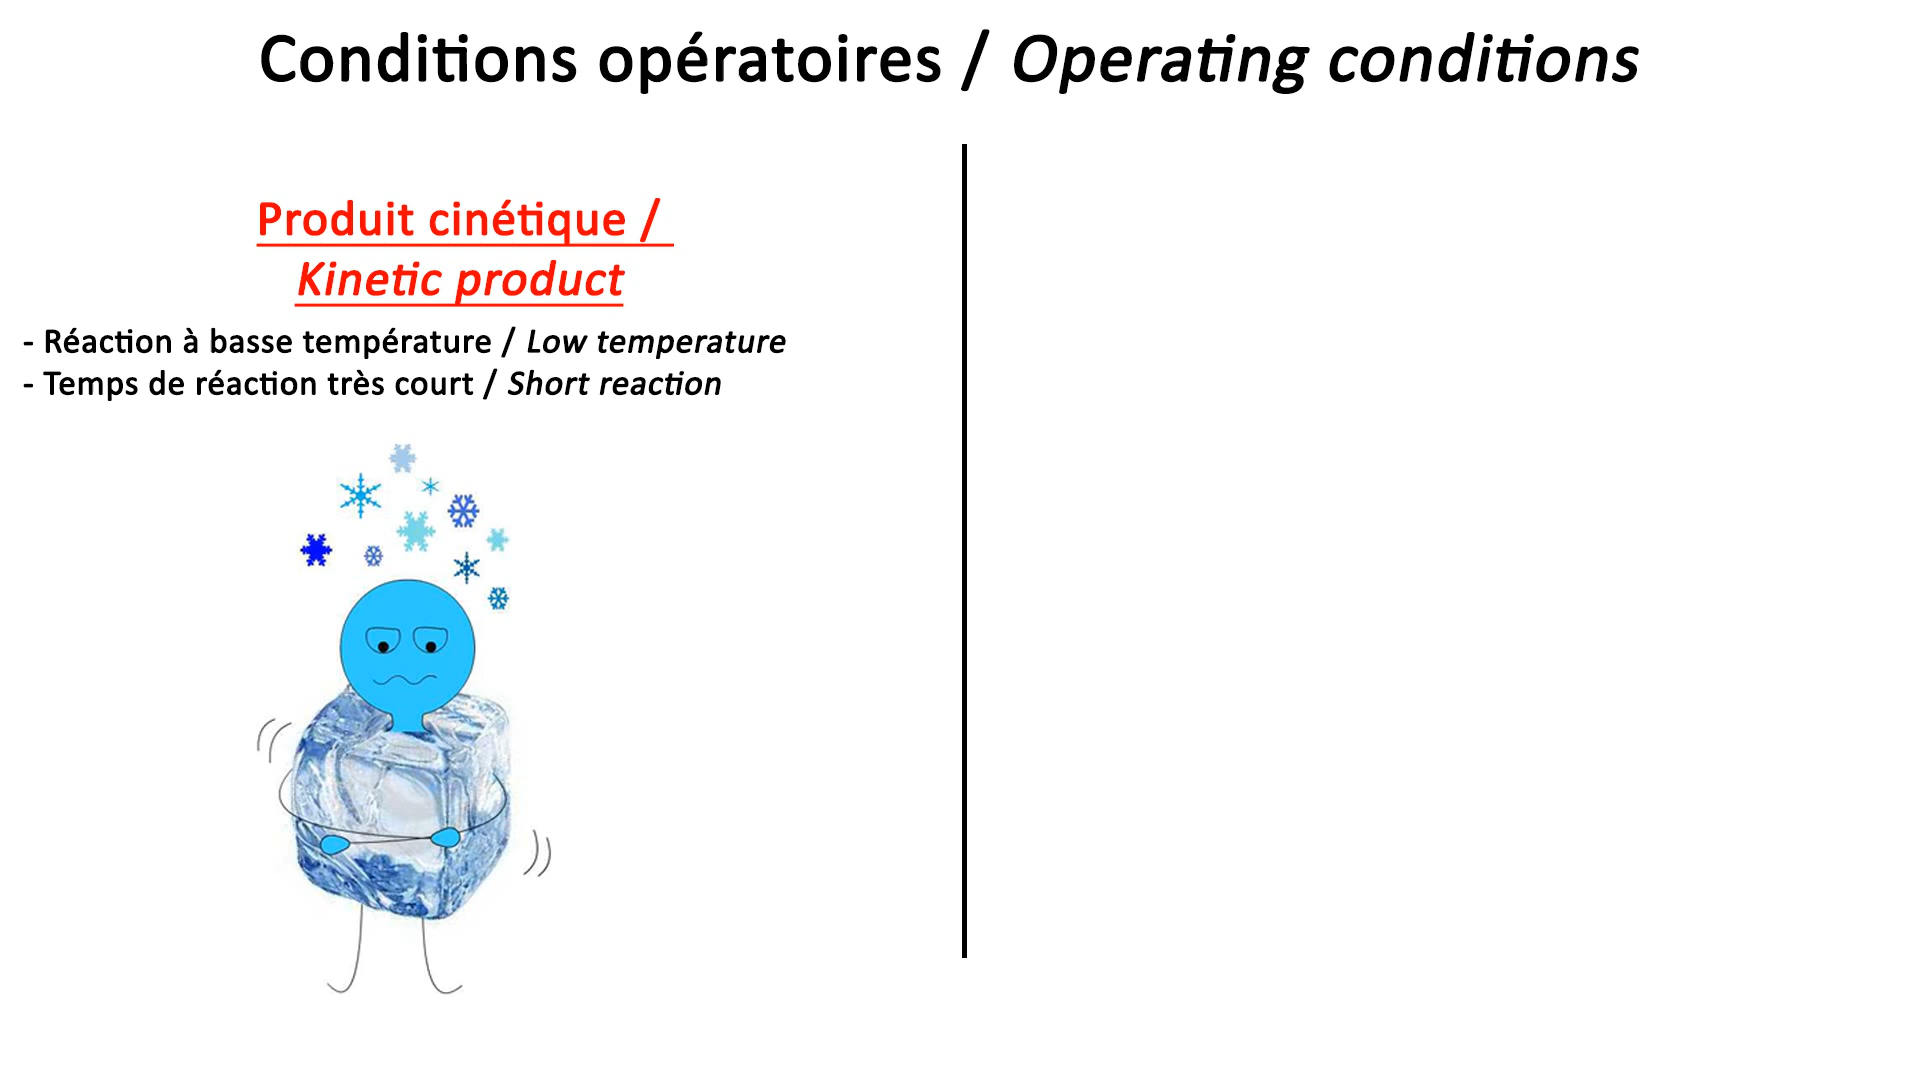 Conditions opératoires / Operating conditions
Produit cinétique /
Kinetic product
- Réaction à basse température / Low temperature
- Temps de réaction très court / Short reaction